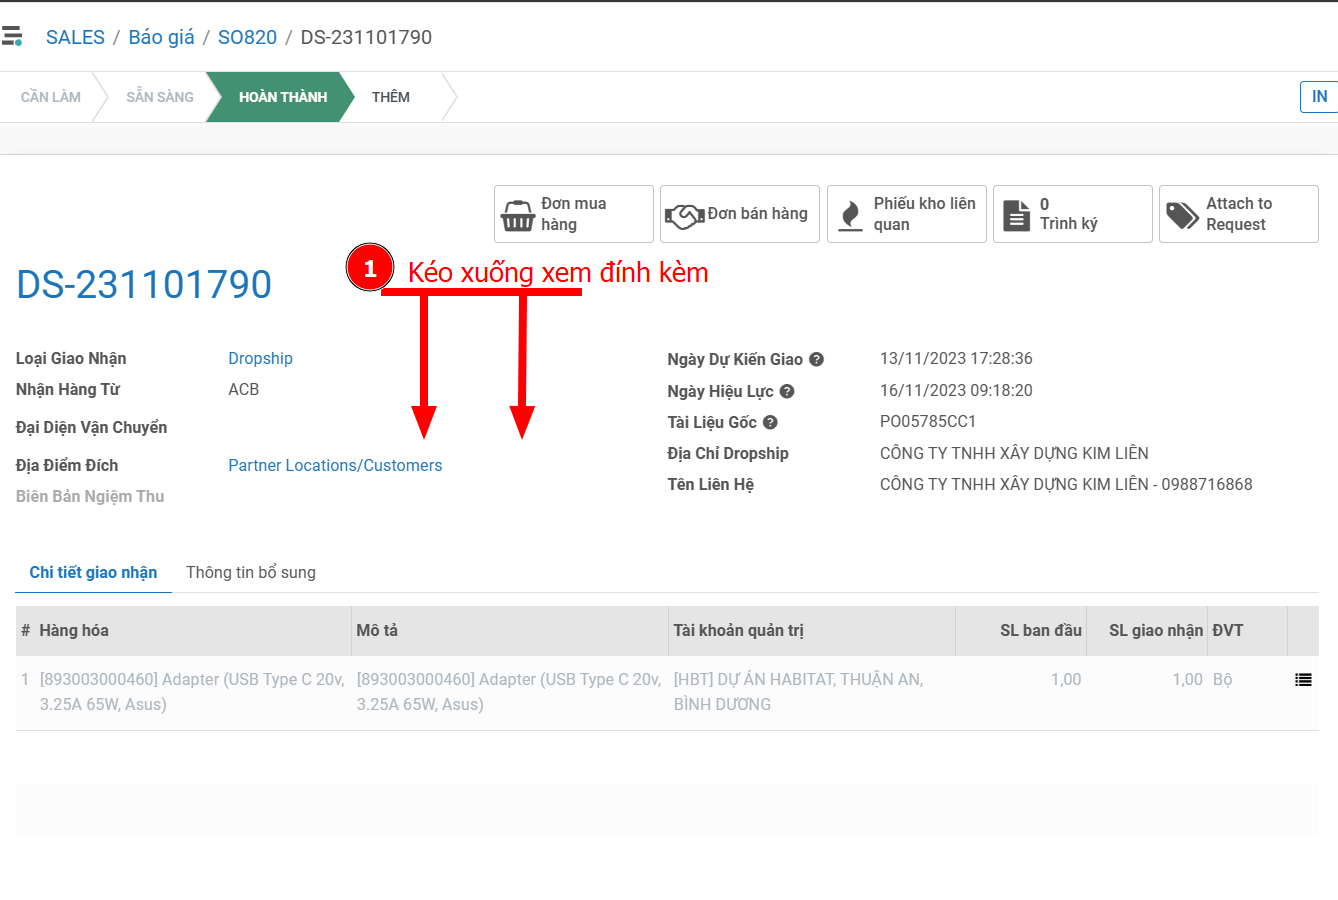 SALES / Báo giá / SO820 / DS-231101790
CẦN LÀM
SẴN SÀNG
HOÀN THÀNH
THÊM
IN
Đơn mua hàng
Đơn bán hàng
Phiếu kho liên quan
0 Trình ký
Attach to Request
DS-231101790
1 Kéo xuống xem đính kèm
Loại Giao Nhận Dropship
Nhận Hàng Từ ACB
Đại Diện Vận Chuyển
Địa Điểm Đích Partner Locations/Customers
Biên Bản Ngiệm Thu
Ngày Dự Kiến Giao ? 13/11/2023 17:28:36
Ngày Hiệu Lực ? 16/11/2023 09:18:20
Tài Liệu Gốc ? PO05785CC1
Địa Chỉ Dropship CÔNG TY TNHH XÂY DỰNG KIM LIÊN
Tên Liên Hệ CÔNG TY TNHH XÂY DỰNG KIM LIÊN - 0988716868
Chi tiết giao nhận Thông tin bổ sung
# Hàng hóa Mô tả Tài khoản quản trị SL ban đầu SL giao nhận ĐVT
1 [893003000460] Adapter (USB Type C 20v, [893003000460] Adapter (USB Type C 20v, [HBT] DỰ ÁN HABITAT, THUẬN AN, 1,00 1,00 Bộ
3.25A 65W, Asus) 3.25A 65W, Asus) BÌNH DƯƠNG